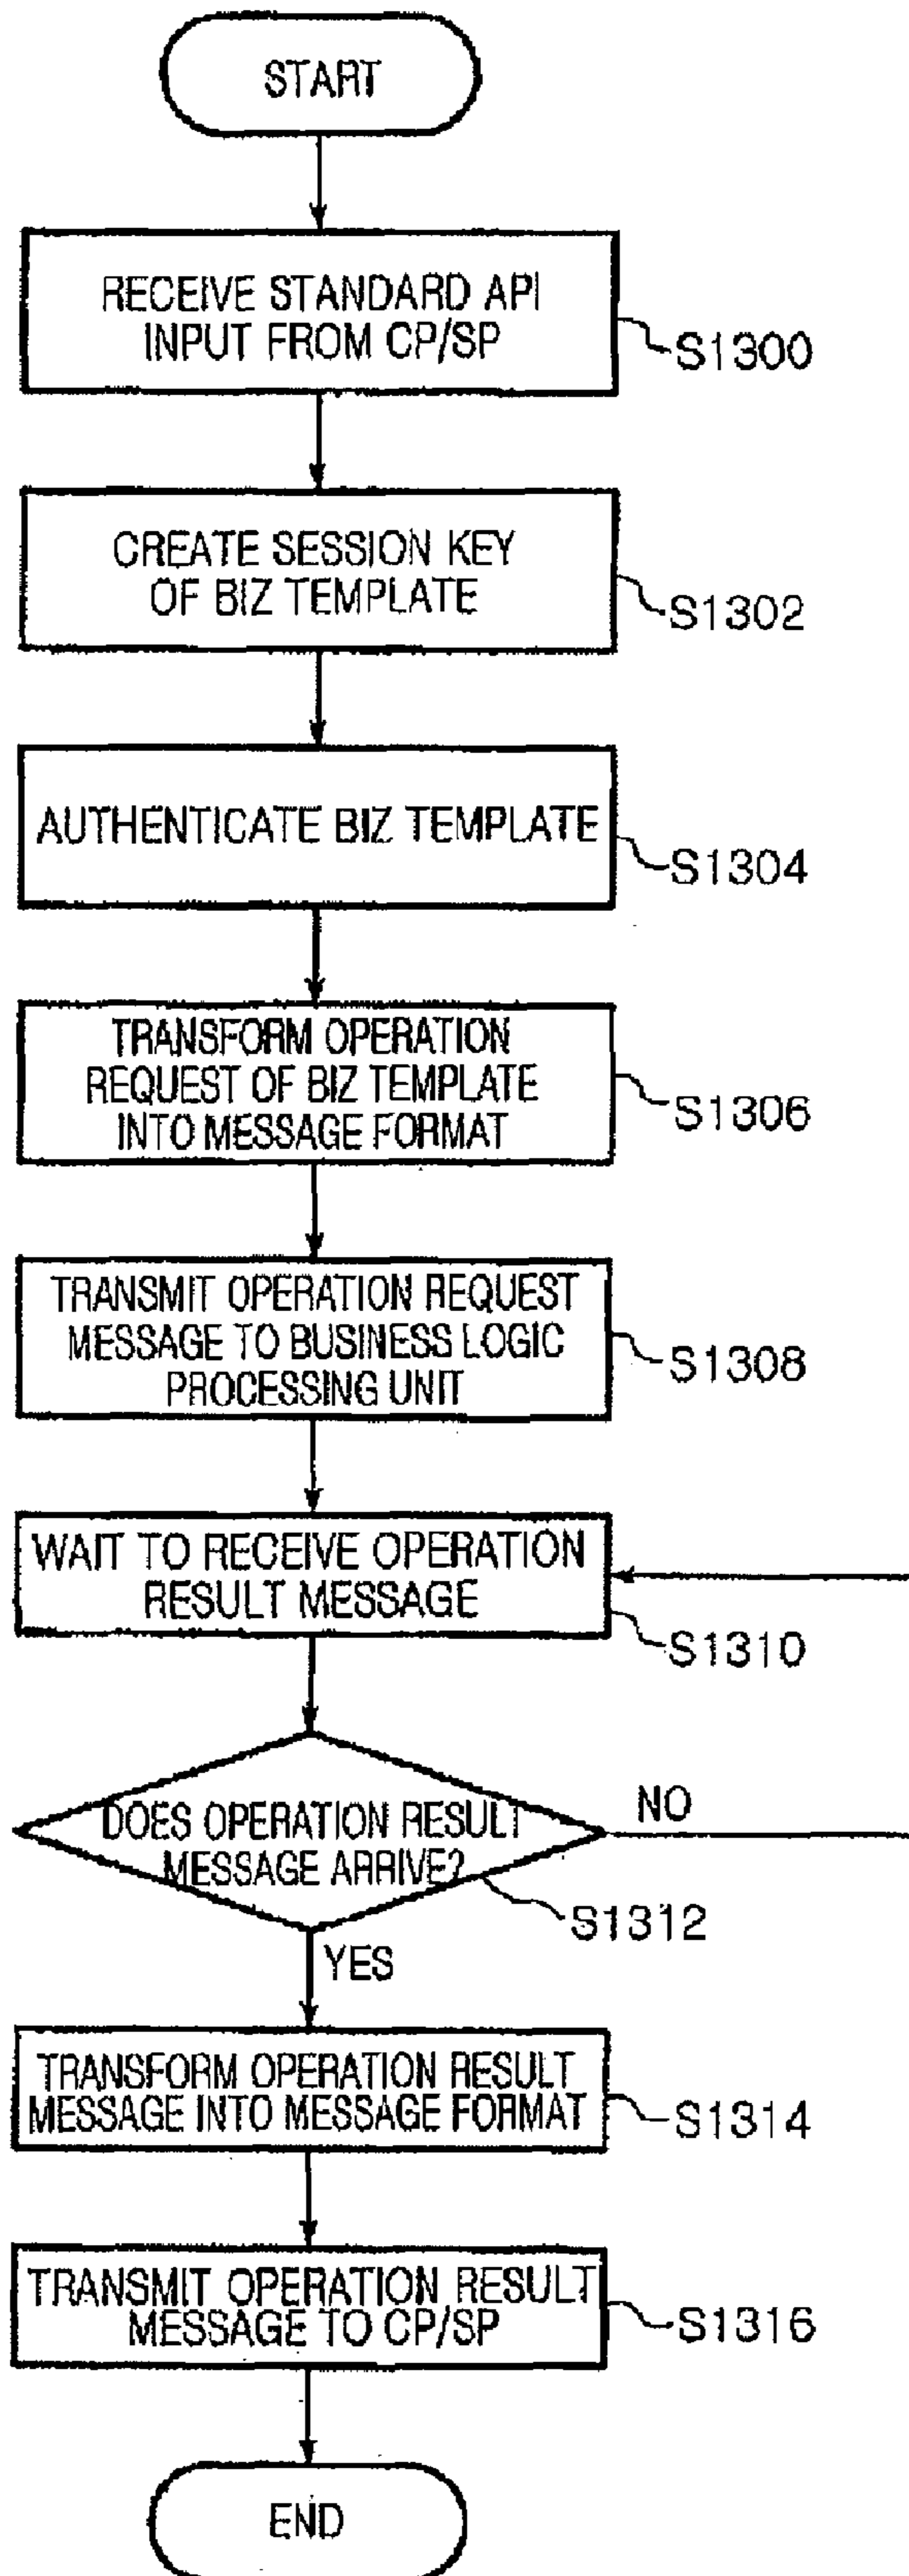 START
RECEIVE STANDARD API
INPUT FROM CP/SP
S1300
CREATE SESSION KEY
OF BIZ TEMPLATE
S1302
AUTHENTICATE BIZ TEMPLATE
S1304
TRANSFORM OPERATION
REQUEST OF BIZ TEMPLATE
INTO MESSAGE FORMAT
S1306
TRANSMIT OPERATION REQUEST
MESSAGE TO BUSINESS LOGIC
PROCESSING UNIT
S1308
WAIT TO RECEIVE OPERATION
RESULT MESSAGE
S1310
DOES OPERATION RESULT
MESSAGE ARRIVE?
NO
S1312
YES
TRANSFORM OPERATION RESULT
MESSAGE INTO MESSAGE FORMAT
S1314
TRANSMIT OPERATION RESULT
MESSAGE TO CP/SP
S1316
END